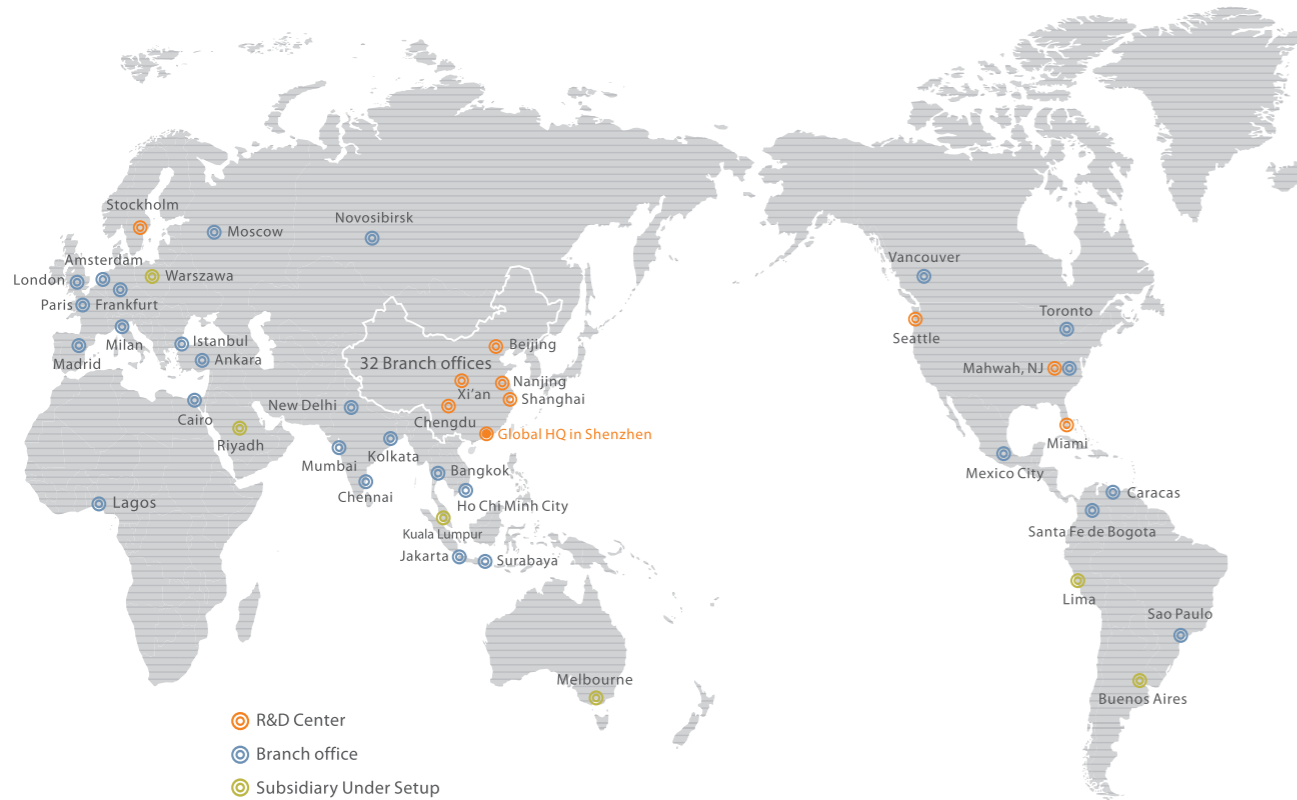 Stockholm
Moscow
Novosibirsk
Amsterdam
London
Warszawa
Paris
Frankfurt
Milan
Istanbul
Madrid
Ankara
Beijing
32 Branch offices
Nanjing
Xi'an
Shanghai
Chengdu
New Delhi
Cairo
Riyadh
Global HQ in Shenzhen
Kolkata
Mumbai
Bangkok
Chennai
Ho Chi Minh City
Lagos
Kuala Lumpur
Jakarta
Surabaya
Melbourne
Vancouver
Toronto
Seattle
Mahwah, NJ
Miami
Mexico City
Caracas
Santa Fe de Bogota
Lima
Sao Paulo
Buenos Aires
R&D Center
Branch office
Subsidiary Under Setup